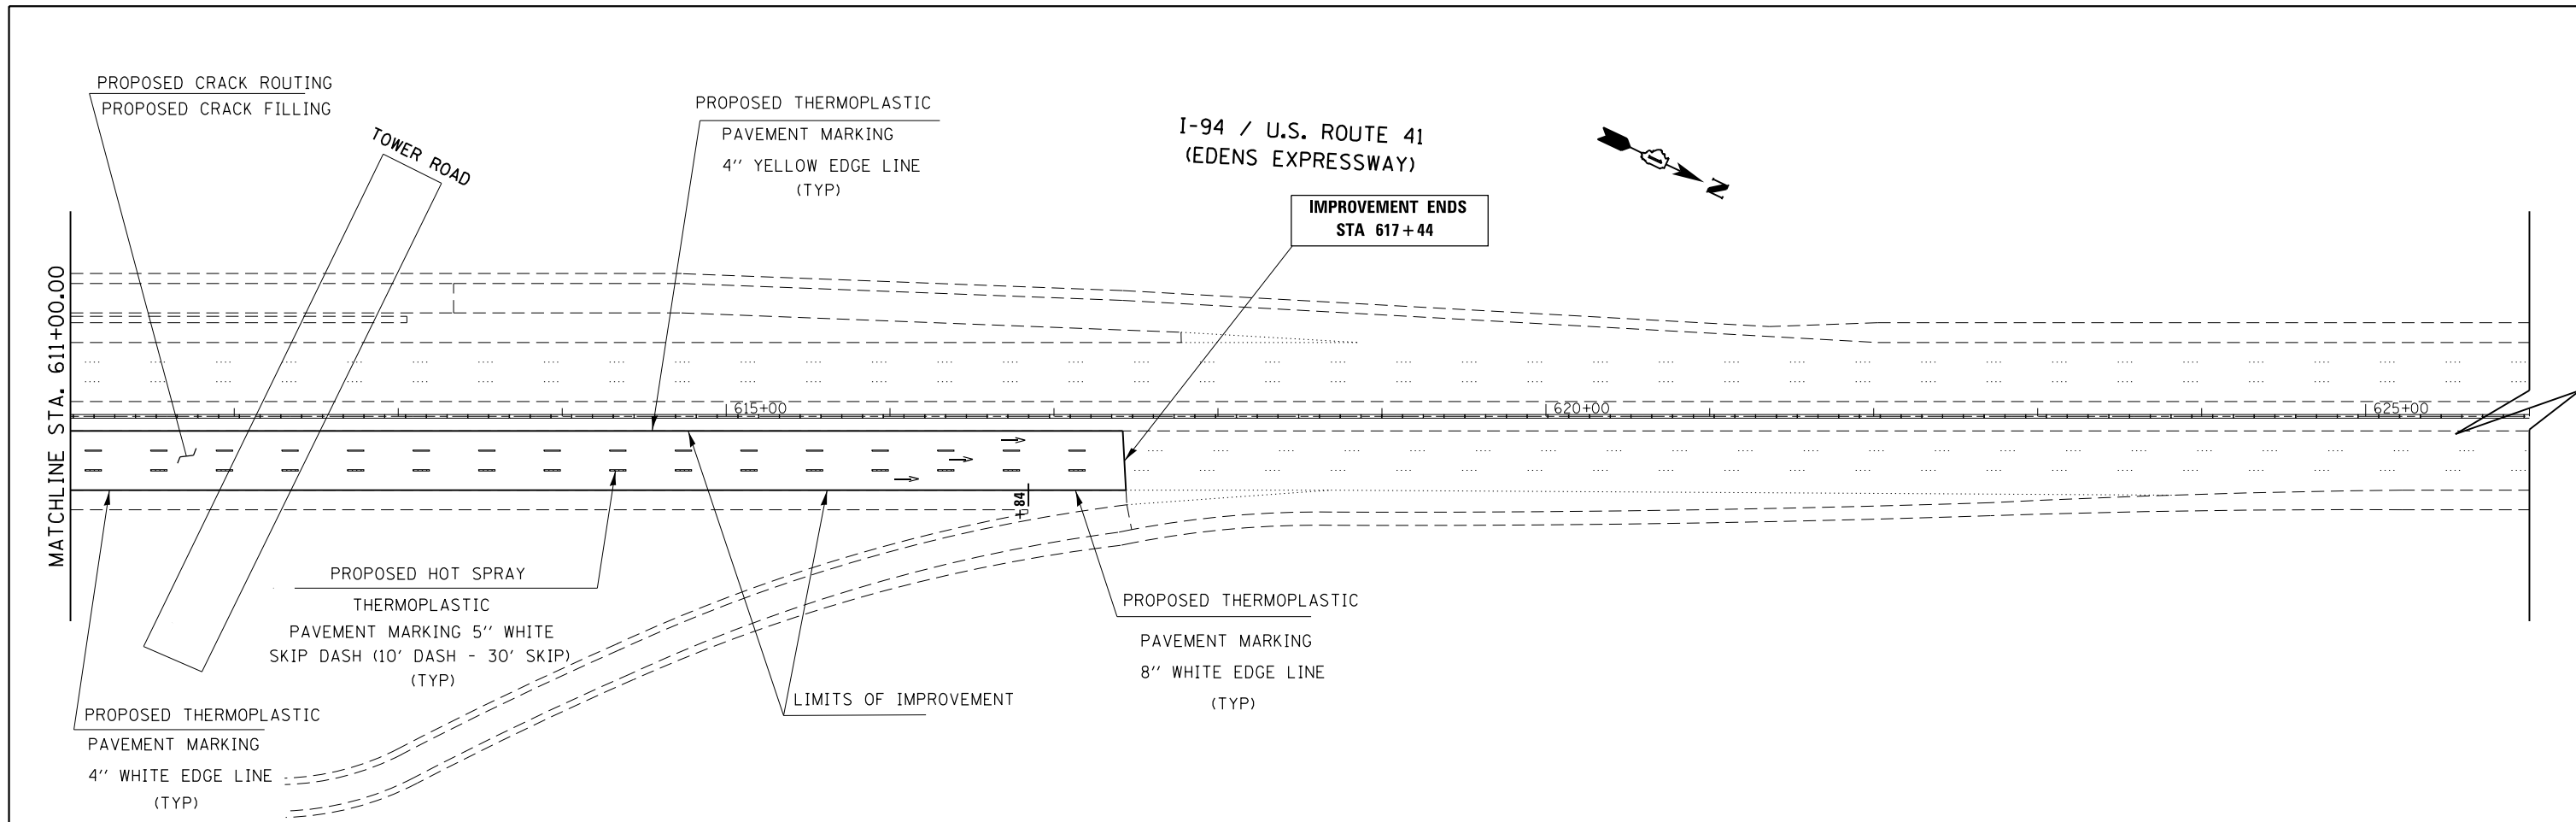 PROPOSED CRACK ROUTING
PROPOSED CRACK FILLING
TOWER ROAD
PROPOSED THERMOPLASTIC
PAVEMENT MARKING
4'' YELLOW EDGE LINE
(TYP)
I-94 / U.S. ROUTE 41
(EDENS EXPRESSWAY)
N
IMPROVEMENT ENDS
STA 617+44
MATCHLINE STA. 611+00.00
615+00
620+00
625+00
+84
PROPOSED HOT SPRAY
THERMOPLASTIC
PAVEMENT MARKING 5'' WHITE
SKIP DASH (10' DASH - 30' SKIP)
(TYP)
LIMITS OF IMPROVEMENT
PROPOSED THERMOPLASTIC
PAVEMENT MARKING
8'' WHITE EDGE LINE
(TYP)
PROPOSED THERMOPLASTIC
PAVEMENT MARKING
4'' WHITE EDGE LINE
(TYP)